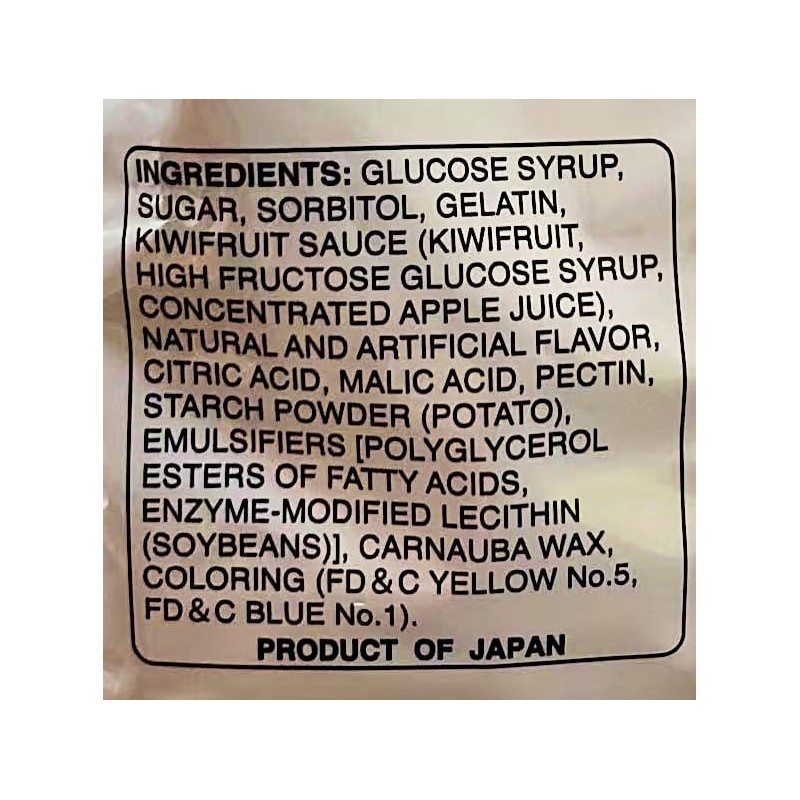 INGREDIENTS: GLUCOSE SYRUP,
SUGAR, SORBITOL, GELATIN,
KIWIFRUIT SAUCE (KIWIFRUIT,
HIGH FRUCTOSE GLUCOSE SYRUP,
CONCENTRATED APPLE JUICE),
NATURAL AND ARTIFICIAL FLAVOR,
CITRIC ACID, MALIC ACID, PECTIN,
STARCH POWDER (POTATO),
EMULSIFIERS [POLYGLYCEROL
ESTERS OF FATTY ACIDS,
ENZYME-MODIFIED LECITHIN
(SOYBEANS)], CARNAUBA WAX,
COLORING (FD&C YELLOW No.5,
FD&C BLUE No.1).
PRODUCT OF JAPAN